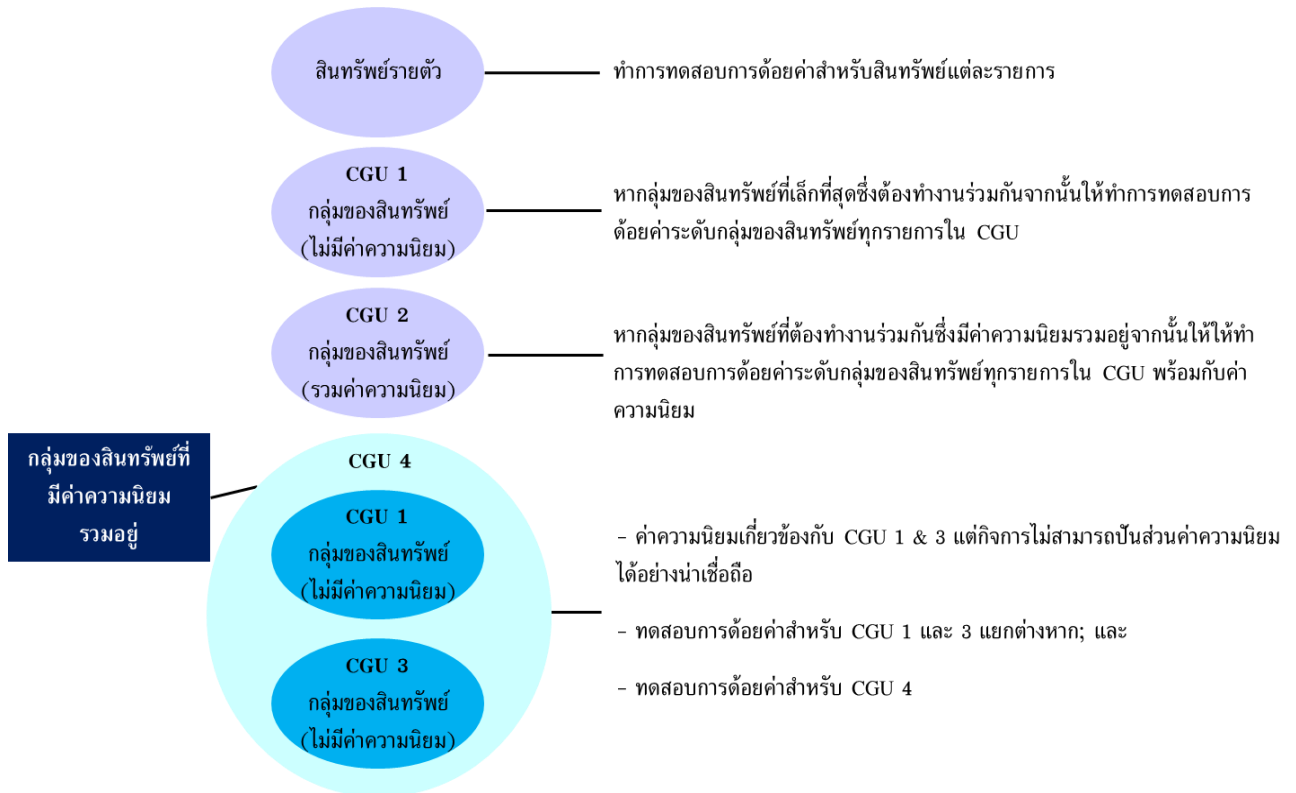 สินทรัพย์รายตัว
ทำการทดสอบการด้อยค่าสำหรับสินทรัพย์แต่ละรายการ
CGU 1
กลุ่มของสินทรัพย์
(ไม่มีค่าความนิยม)
หากลุ่มของสินทรัพย์ที่เล็กที่สุดซึ่งต้องทำงานร่วมกันจากนั้นให้ทำการทดสอบการ
ด้อยค่าระดับกลุ่มของสินทรัพย์ทุกรายการใน CGU
CGU 2
กลุ่มของสินทรัพย์
(รวมค่าความนิยม)
หากลุ่มของสินทรัพย์ที่ต้องทำงานร่วมกันซึ่งมีค่าความนิยมรวมอยู่จากนั้นให้ให้ทำ
การทดสอบการด้อยค่าระดับกลุ่มของสินทรัพย์ทุกรายการใน CGU พร้อมกับค่า
ความนิยม
กลุ่มของสินทรัพย์ที่
มีค่าความนิยม
รวมอยู่
CGU 4
CGU 1
กลุ่มของสินทรัพย์
(ไม่มีค่าความนิยม)
CGU 3
กลุ่มของสินทรัพย์
(ไม่มีค่าความนิยม)
- ค่าความนิยมเกี่ยวข้องกับ CGU 1 & 3 แต่กิจการไม่สามารถปันส่วนค่าความนิยม
ได้อย่างน่าเชื่อถือ
- ทดสอบการด้อยค่าสำหรับ CGU 1 และ 3 แยกต่างหาก; และ
- ทดสอบการด้อยค่าสำหรับ CGU 4